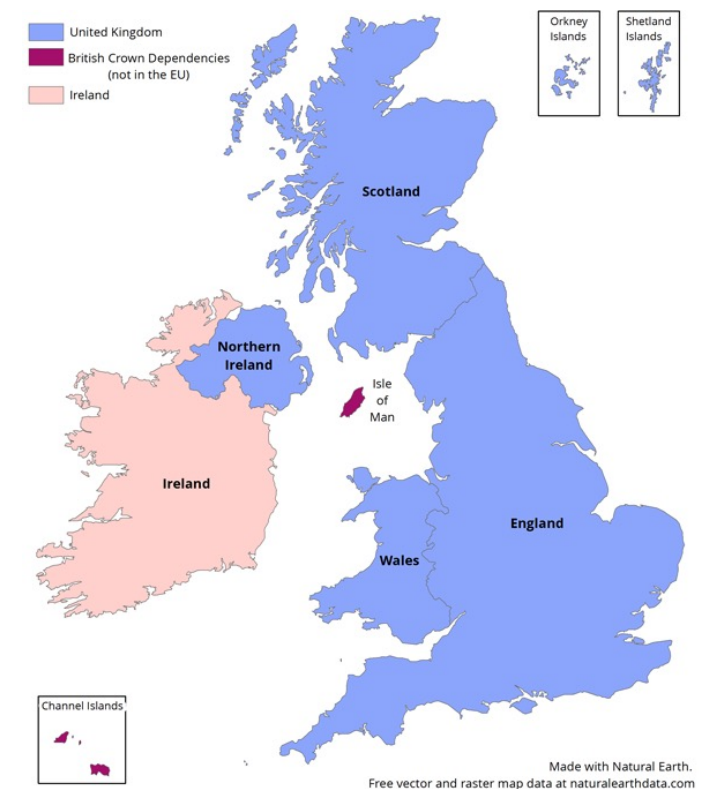 United Kingdom
British Crown Dependencies
(not in the EU)
Ireland
Orkney
Islands
Shetland
Islands
Scotland
Northern
Ireland
Isle
of
Man
Ireland
England
Wales
Channel Islands
Made with Natural Earth.
Free vector and raster map data at naturalearthdata.com